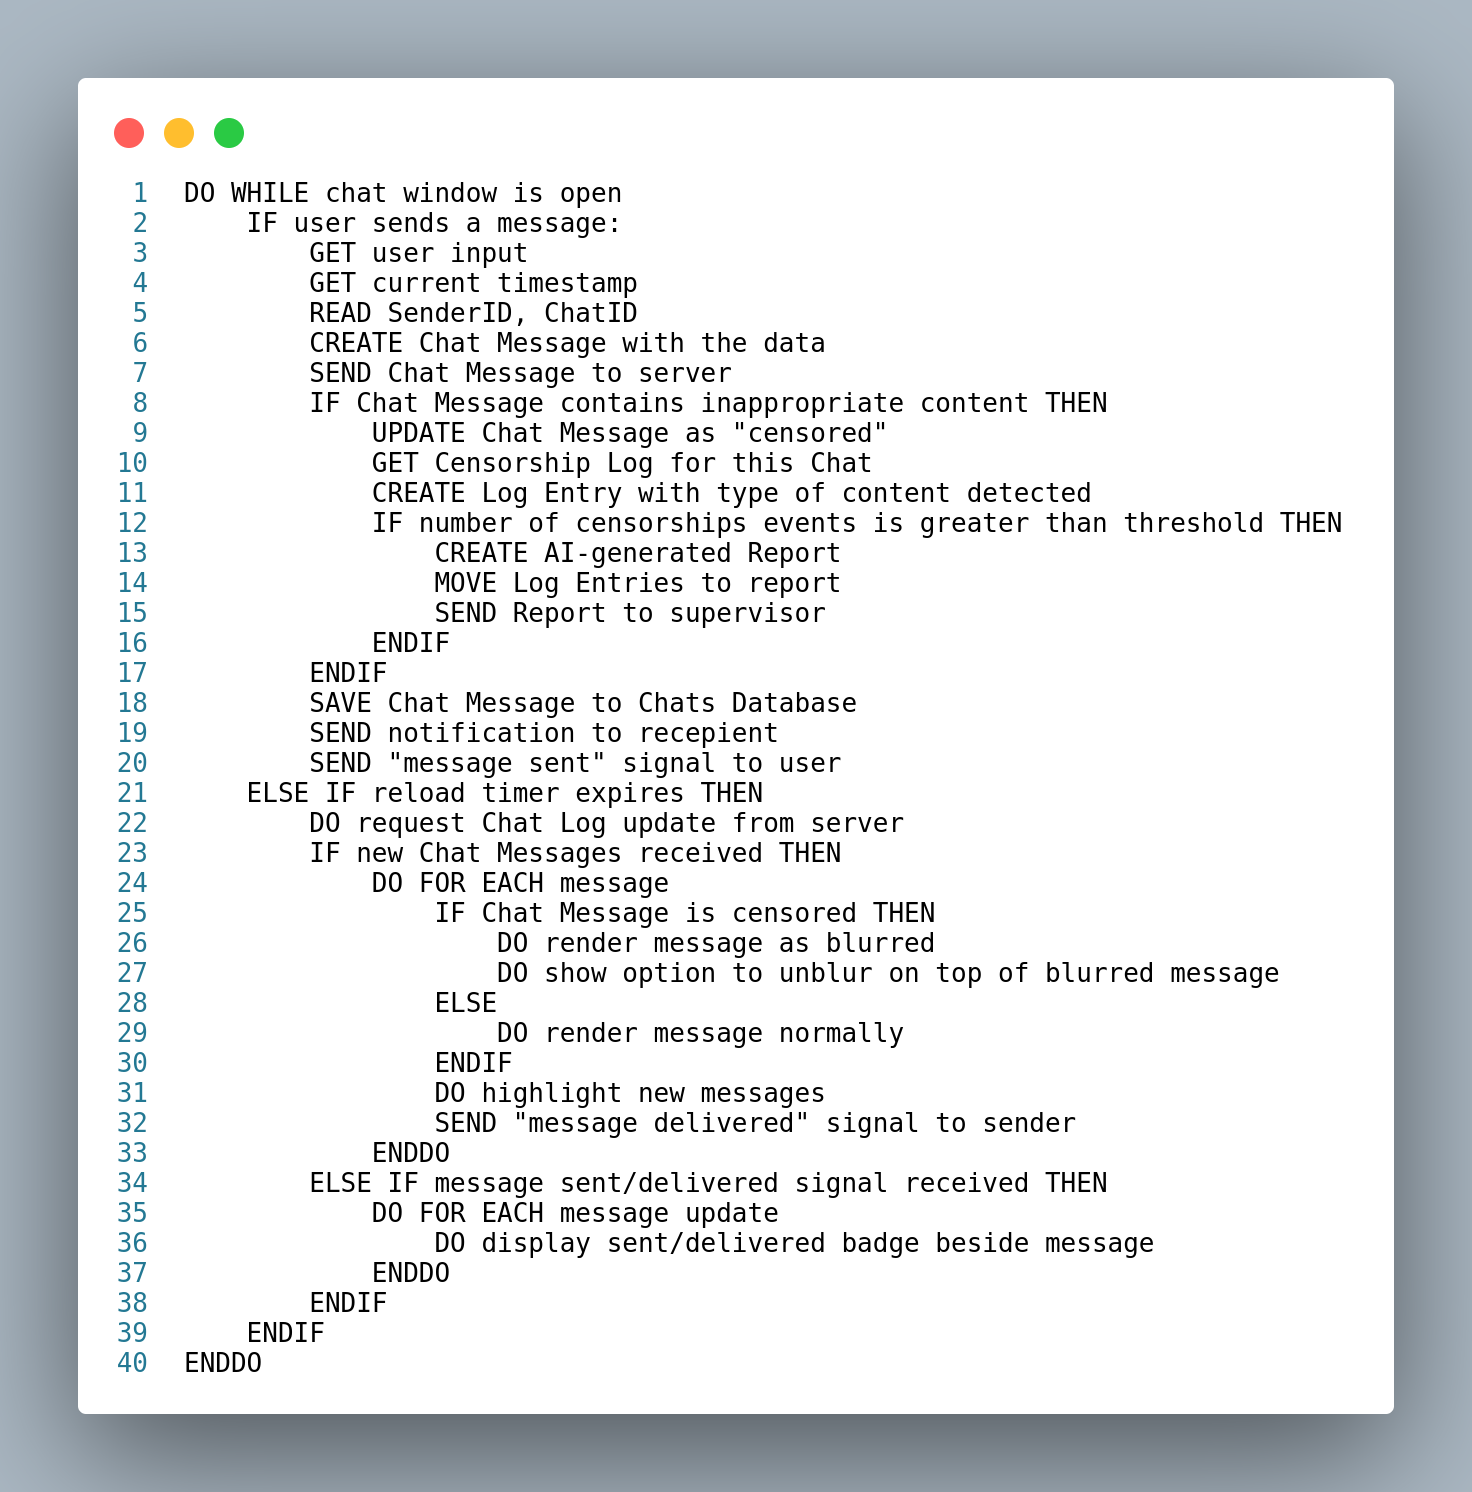 1 DO WHILE chat window is open
2     IF user sends a message:
3         GET user input
4         GET current timestamp
5         READ SenderID, ChatID
6         CREATE Chat Message with the data
7         SEND Chat Message to server
8         IF Chat Message contains inappropriate content THEN
9             UPDATE Chat Message as "censored"
10             GET Censorship Log for this Chat
11             CREATE Log Entry with type of content detected
12             IF number of censorships events is greater than threshold THEN
13                 CREATE AI-generated Report
14                 MOVE Log Entries to report
15                 SEND Report to supervisor
16             ENDIF
17         ENDIF
18         SAVE Chat Message to Chats Database
19         SEND notification to recepient
20         SEND "message sent" signal to user
21     ELSE IF reload timer expires THEN
22         DO request Chat Log update from server
23         IF new Chat Messages received THEN
24             DO FOR EACH message
25                 IF Chat Message is censored THEN
26                     DO render message as blurred
27                     DO show option to unblur on top of blurred message
28                 ELSE
29                     DO render message normally
30                 ENDIF
31                 DO highlight new messages
32                 SEND "message delivered" signal to sender
33             ENDDO
34         ELSE IF message sent/delivered signal received THEN
35             DO FOR EACH message update
36                 DO display sent/delivered badge beside message
37             ENDDO
38         ENDIF
39     ENDIF
40 ENDDO